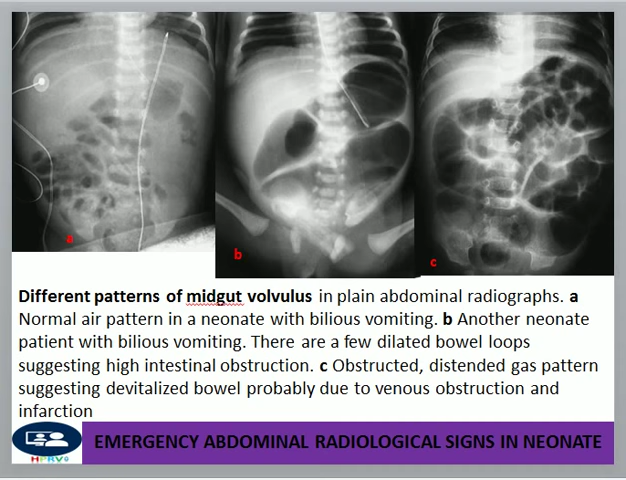 a
b
c
Different patterns of midgut volvulus in plain abdominal radiographs. a
Normal air pattern in a neonate with bilious vomiting. b Another neonate
patient with bilious vomiting. There are a few dilated bowel loops
suggesting high intestinal obstruction. c Obstructed, distended gas pattern
suggesting devitalized bowel probably due to venous obstruction and
infarction
EMERGENCY ABDOMINAL RADIOLOGICAL SIGNS IN NEONATE